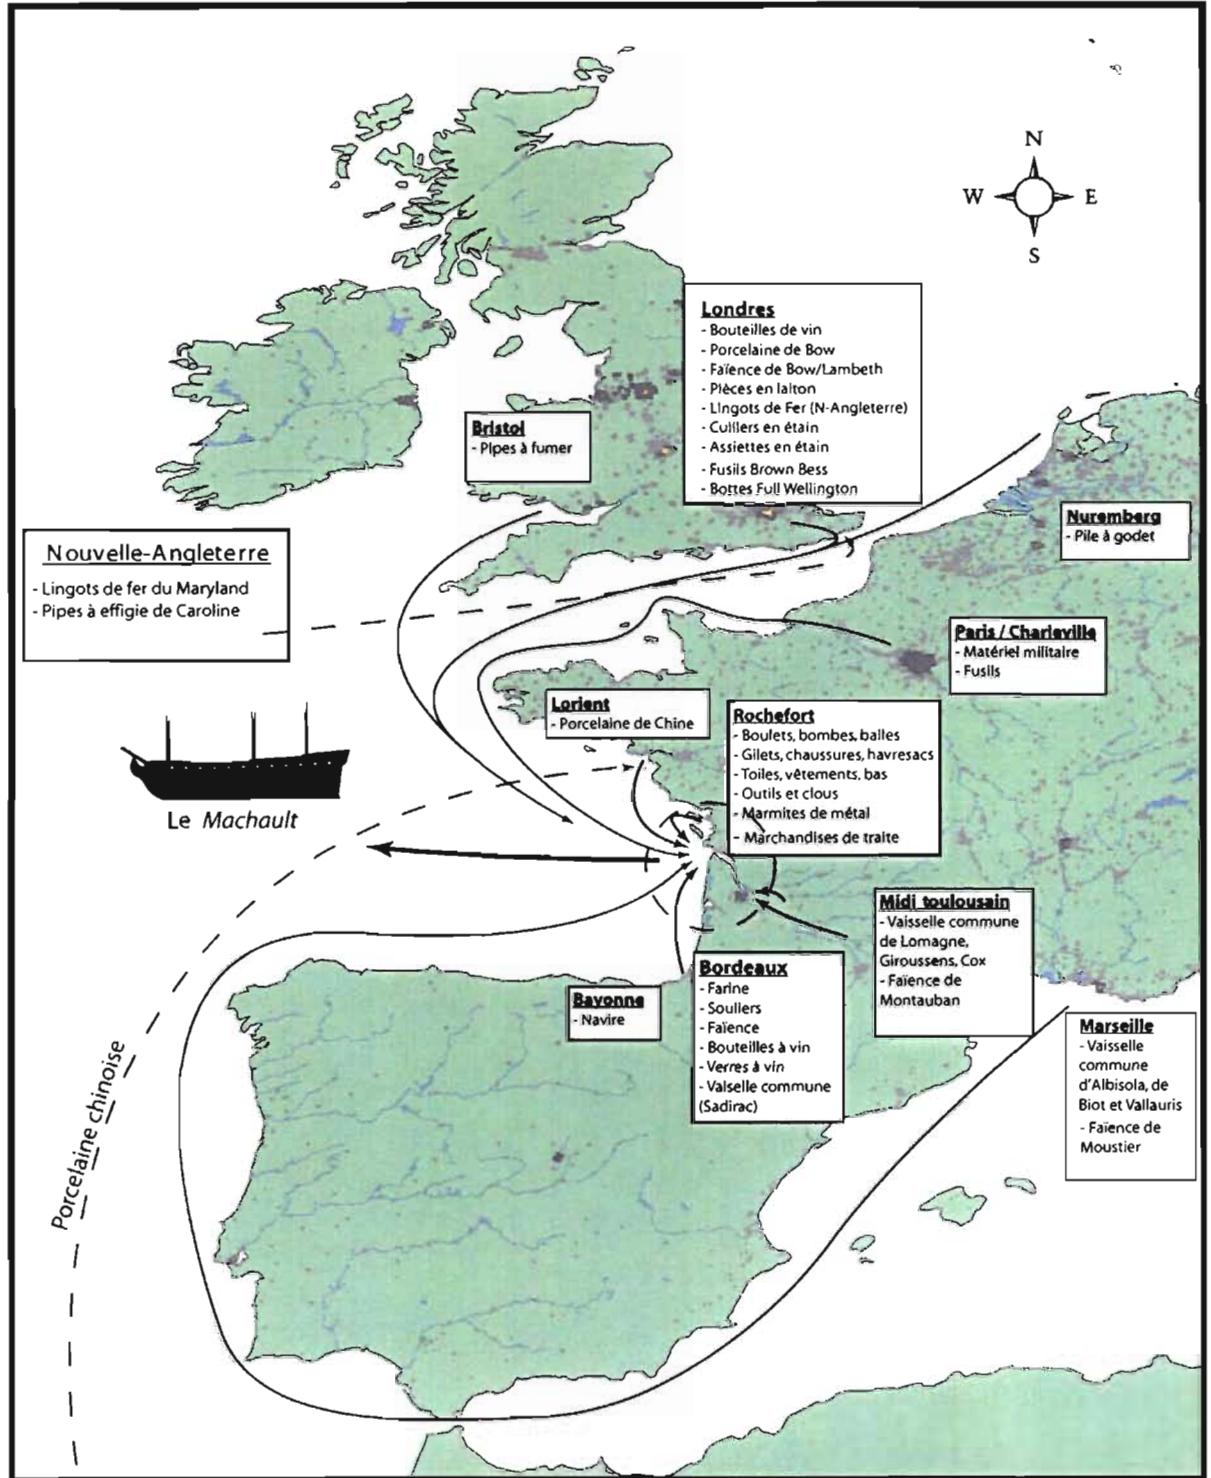 N
W E
S
Londres
- Bouteilles de vin
- Porcelaine de Bow
- Faïence de Bow/Lambeth
- Pièces en laiton
- Lingots de Fer (N-Angleterre)
- Cuillers en étain
- Assiettes en étain
- Fusils Brown Bess
- Bottes Full Wellington
Bristol
- Pipes à fumer
Nuremberg
- Pile à godet
Nouvelle-Angleterre
- Lingots de fer du Maryland
- Pipes à effigie de Caroline
Paris / Charleville
- Matériel militaire
- Fusils
Lorient
- Porcelaine de Chine
Rochefort
- Boulets, bombes, balles
- Gilets, chaussures, havresacs
- Toiles, vêtements, bas
- Outils et clous
- Marmites de métal
- Marchandises de traite
Le Machault
Midi toulousain
- Vaisselle commune
de Lomagne,
Giroussens, Cox
- Faïence de
Montauban
Bordeaux
- Farine
- Souliers
- Faïence
- Bouteilles à vin
- Verres à vin
- Vaiselle commune
(Sadirac)
Bayonne
- Navire
Marseille
- Vaisselle
commune
d'Albisola, de
Biot et Vallauris
- Faïence de
Moustier
Porcelaine chinoise